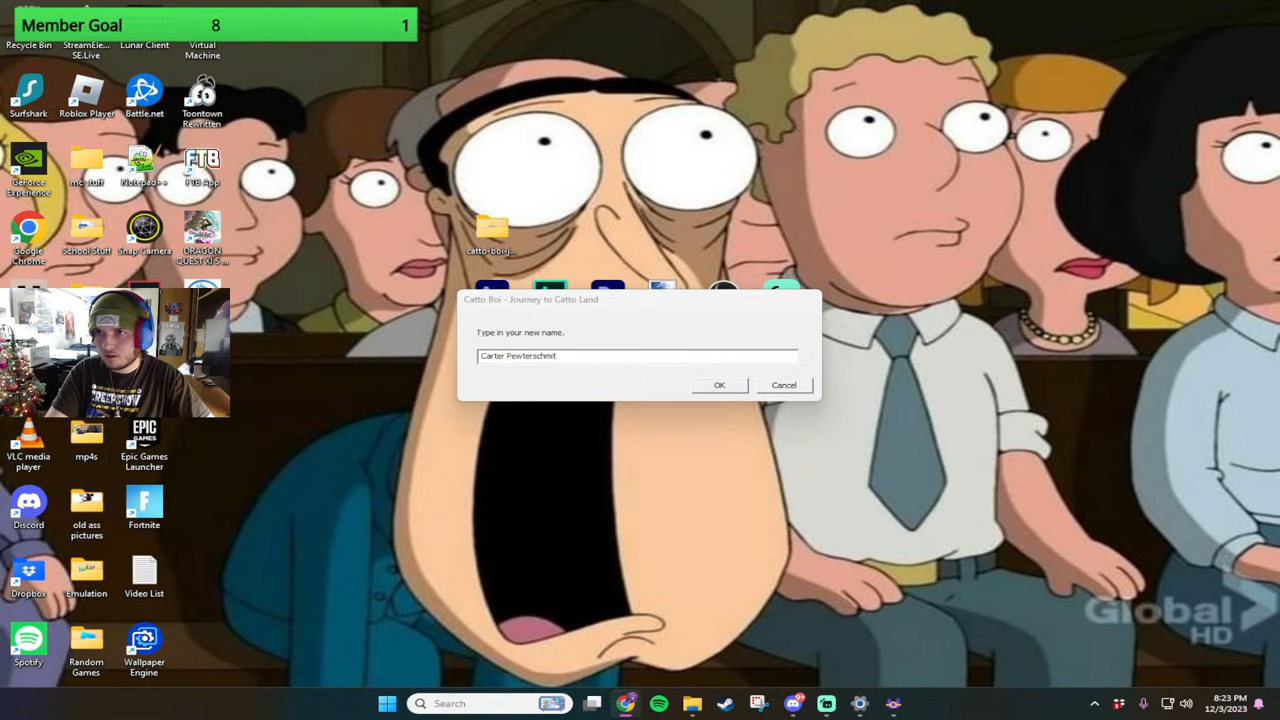 Member Goal 8 1
Recycle Bin
StreamEle...
SE.Live
Lunar Client
Virtual
Machine
Surfshark
Roblox Player
Battle.net
Toontown
Rewritten
GeForce
Experience
mc stuff
Notepad++
FTB
FTB App
Google
Chrome
School Stuff
Snap Camera
DRAGON
QUEST XI S...
catto-boi-j...
Catto Boi - Journey to Catto Land
Type in your new name.
Carter Pewterschmit
OK
Cancel
CREEPSHOW
VLC media
player
mp4s
EPIC
GAMES
Epic Games
Launcher
Discord
old ass
pictures
Fortnite
Dropbox
Emulation
Video List
Spotify
Random
Games
Wallpaper
Engine
Global
HD
Search
8:23 PM
12/3/2023